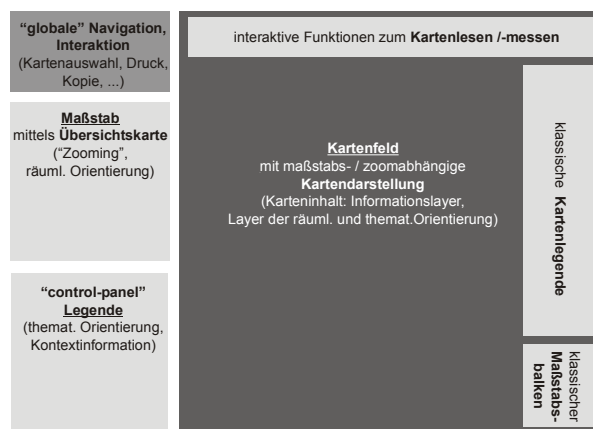 “globale” Navigation,
Interaktion
(Kartenauswahl, Druck,
Kopie, ...)
interaktive Funktionen zum Kartenlesen /-messen
Maßstab
mittels Übersichtskarte
(“Zooming”,
räuml. Orientierung)
Kartenfeld
mit maßstabs- / zoomabhängige
Kartendarstellung
(Karteninhalt: Informationslayer,
Layer der räuml. und themat.Orientierung)
klassische Kartenlegende
“control-panel”
Legende
(themat. Orientierung,
Kontextinformation)
klassischer
Maßstabs-
balken